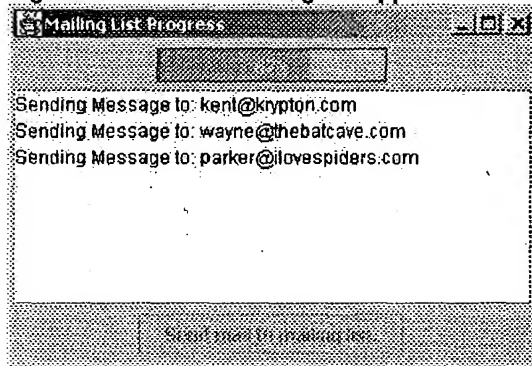 Mailing List Progress
Sending Message to: kent@krypton.com
Sending Message to: wayne@thebatcave.com
Sending Message to: parker@ilovespiders.com
Send mail to mailing list